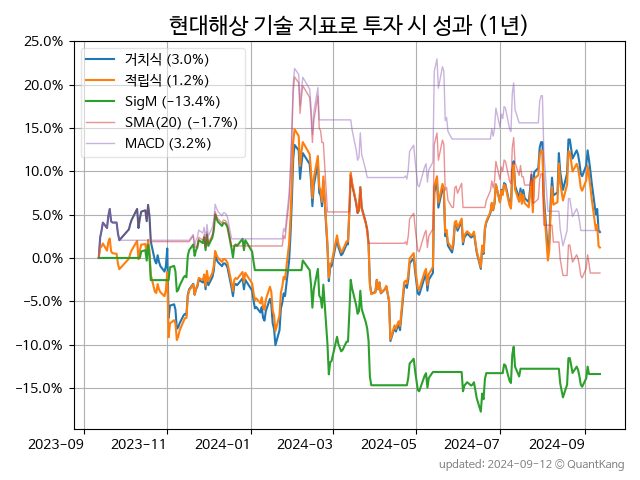 현대해상 기술 지표로 투자 시 성과 (1년)
25.0%
20.0%
15.0%
10.0%
5.0%
0.0%
−5.0%
−10.0%
−15.0%
거치식 (3.0%)
적립식 (1.2%)
SigM (−13.4%)
SMA(20) (−1.7%)
MACD (3.2%)
2023-09 2023-11 2024-01 2024-03 2024-05 2024-07 2024-09
updated: 2024-09-12 © QuantKang